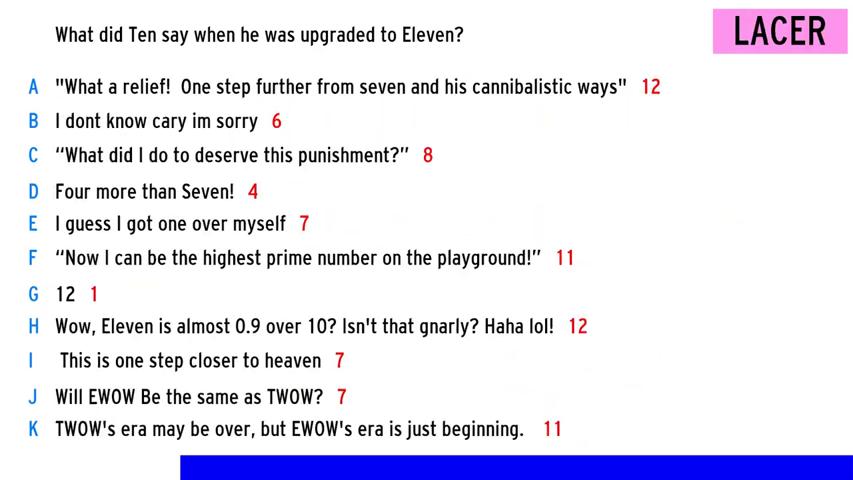 What did Ten say when he was upgraded to Eleven?
LACER
A "What a relief!  One step further from seven and his cannibalistic ways" 12
B I dont know cary im sorry 6
C “What did I do to deserve this punishment?” 8
D Four more than Seven! 4
E I guess I got one over myself 7
F “Now I can be the highest prime number on the playground!” 11
G 12 1
H Wow, Eleven is almost 0.9 over 10? Isn't that gnarly? Haha lol! 12
I This is one step closer to heaven 7
J Will EWOW Be the same as TWOW? 7
K TWOW's era may be over, but EWOW's era is just beginning. 11